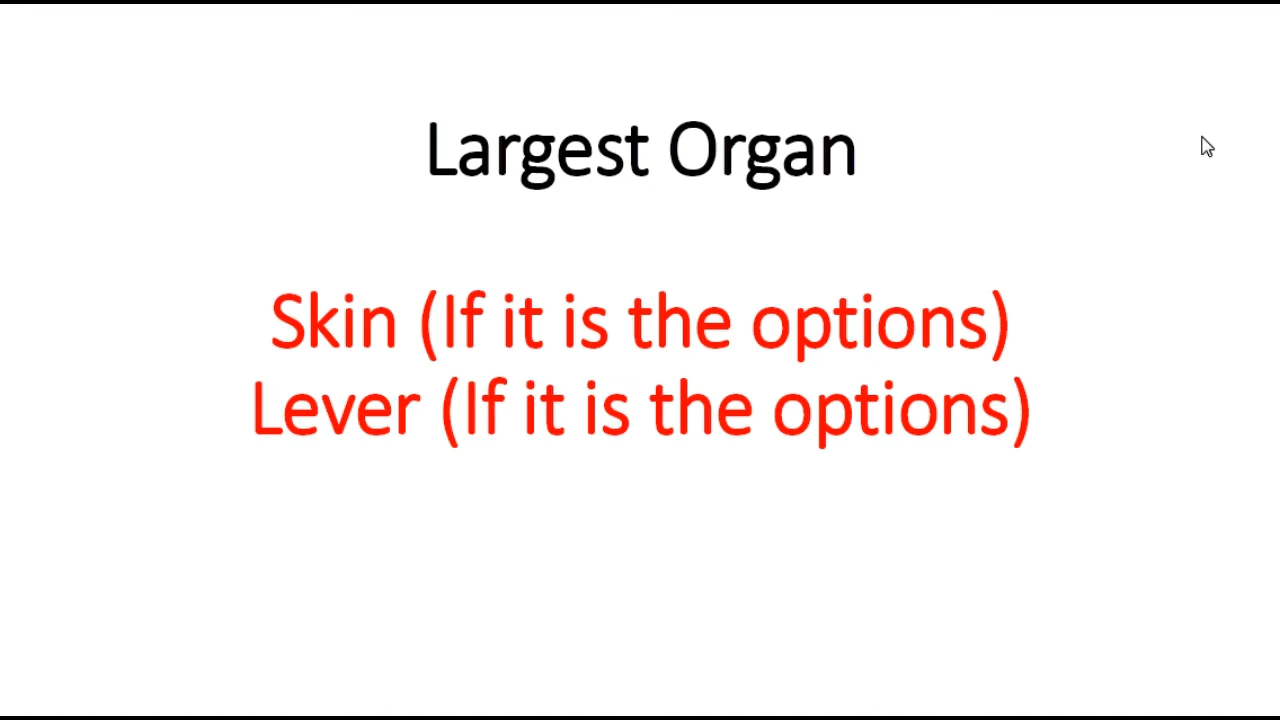 Largest Organ
Skin (If it is the options)
Lever (If it is the options)